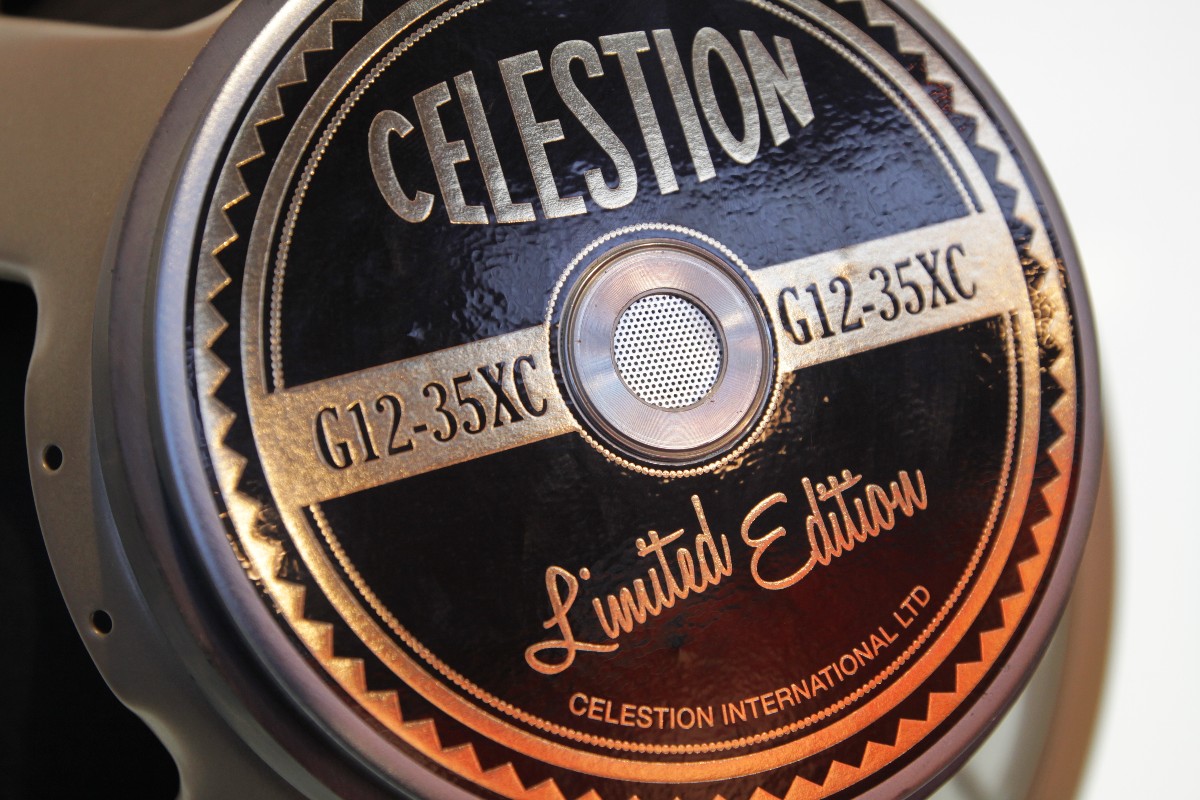 CELESTION
G12-35XC G12-35XC
Limited Edition
CELESTION INTERNATIONAL LTD